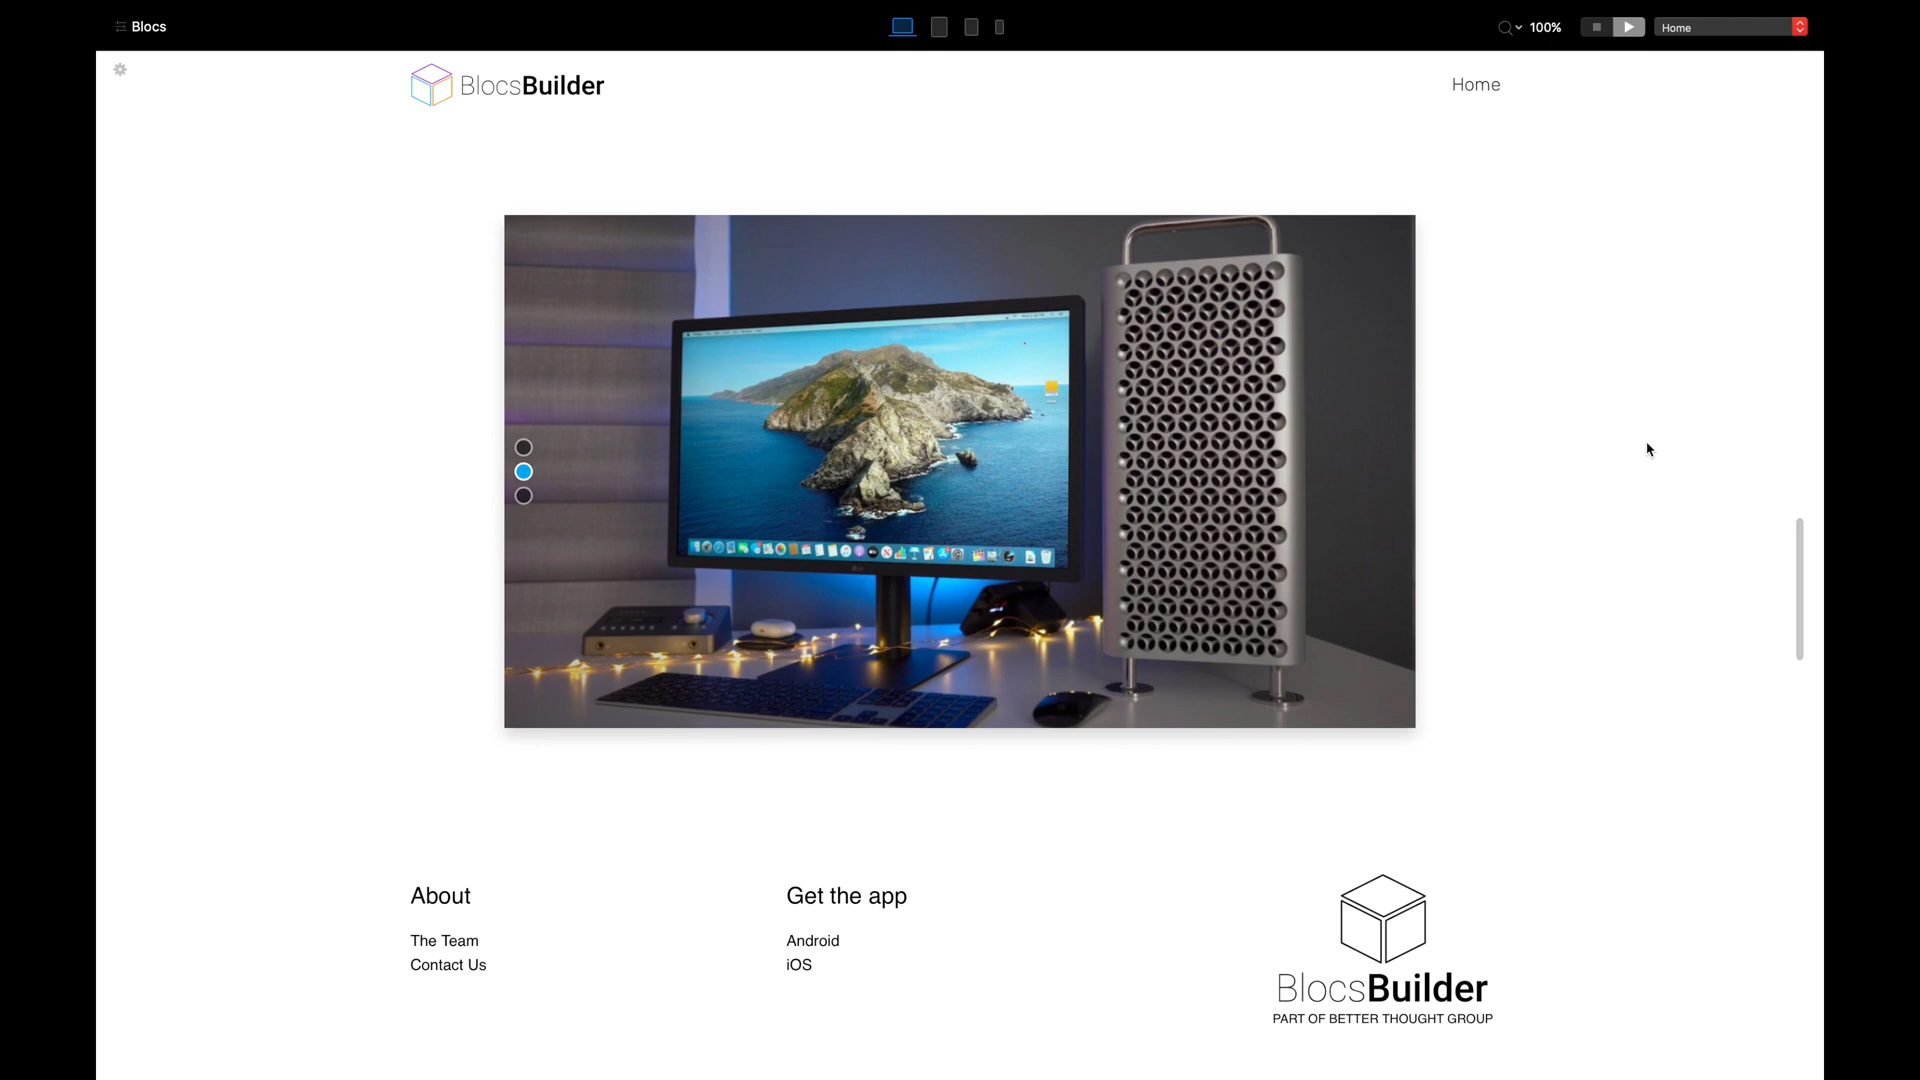 Blocs
100%
Home
BlocsBuilder
Home
About
The Team
Contact Us
Get the app
Android
iOS
BlocsBuilder
PART OF BETTER THOUGHT GROUP